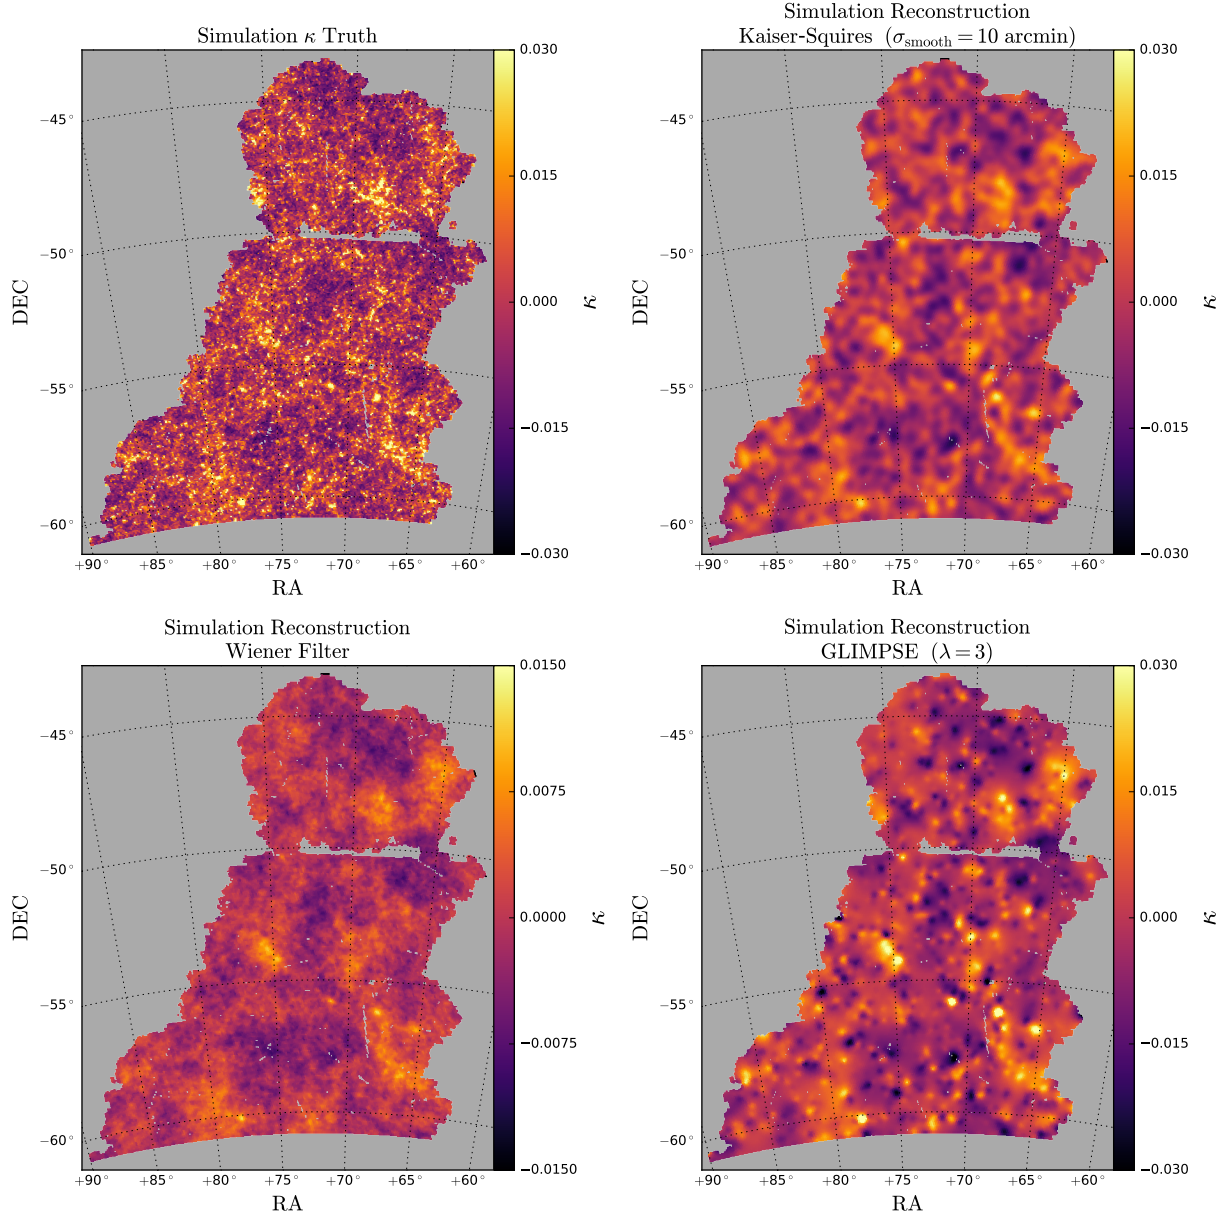 Simulation κ Truth
0.030
0.015
0.000
−0.015
−0.030
κ
−45°
−50°
−55°
−60°
DEC
+90° +85° +80° +75° +70° +65° +60°
RA
Simulation Reconstruction
Kaiser-Squires (σsmooth = 10 arcmin)
0.030
0.015
0.000
−0.015
−0.030
κ
−45°
−50°
−55°
−60°
DEC
+90° +85° +80° +75° +70° +65° +60°
RA
Simulation Reconstruction
Wiener Filter
0.0150
0.0075
0.0000
−0.0075
−0.0150
κ
−45°
−50°
−55°
−60°
DEC
+90° +85° +80° +75° +70° +65° +60°
RA
Simulation Reconstruction
GLIMPSE (λ = 3)
0.030
0.015
0.000
−0.015
−0.030
κ
−45°
−50°
−55°
−60°
DEC
+90° +85° +80° +75° +70° +65° +60°
RA